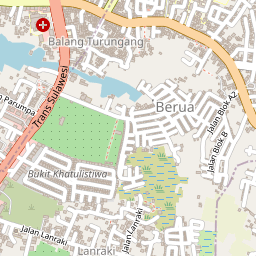 Balang Turungang
Trans Sulawesi
Parumpa
Berua
Jalan Blok A2
Jalan Blok B
Bukit Khatulistiwa
Jalan Lanraki
Jalan Lanraki
Lanraki